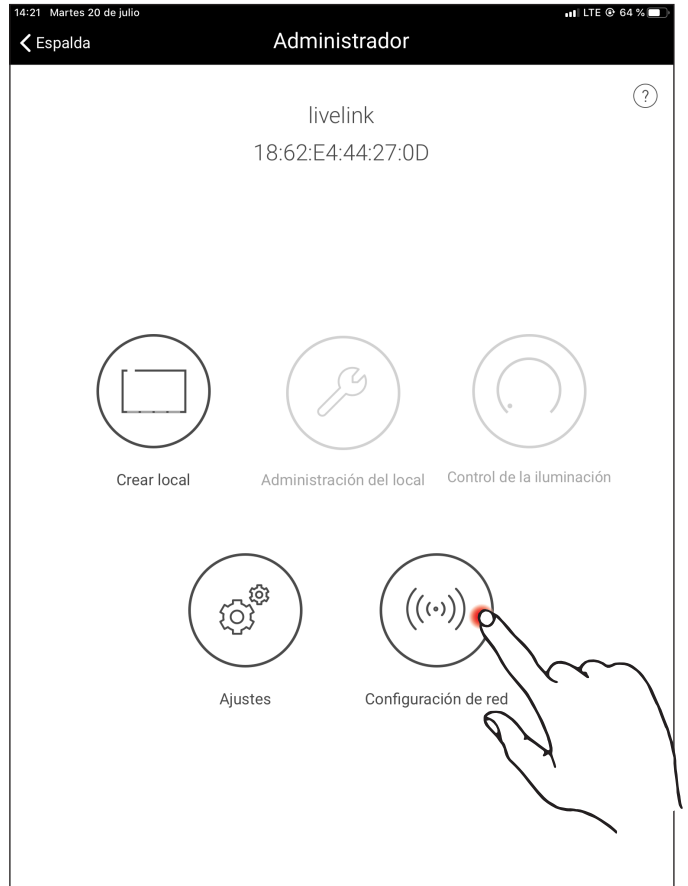 14:21 Martes 20 de julio
LTE 64 %
Espalda
Administrador
?
livelink
18:62:E4:44:27:0D
Crear local
Administración del local
Control de la iluminación
Ajustes
Configuración de red